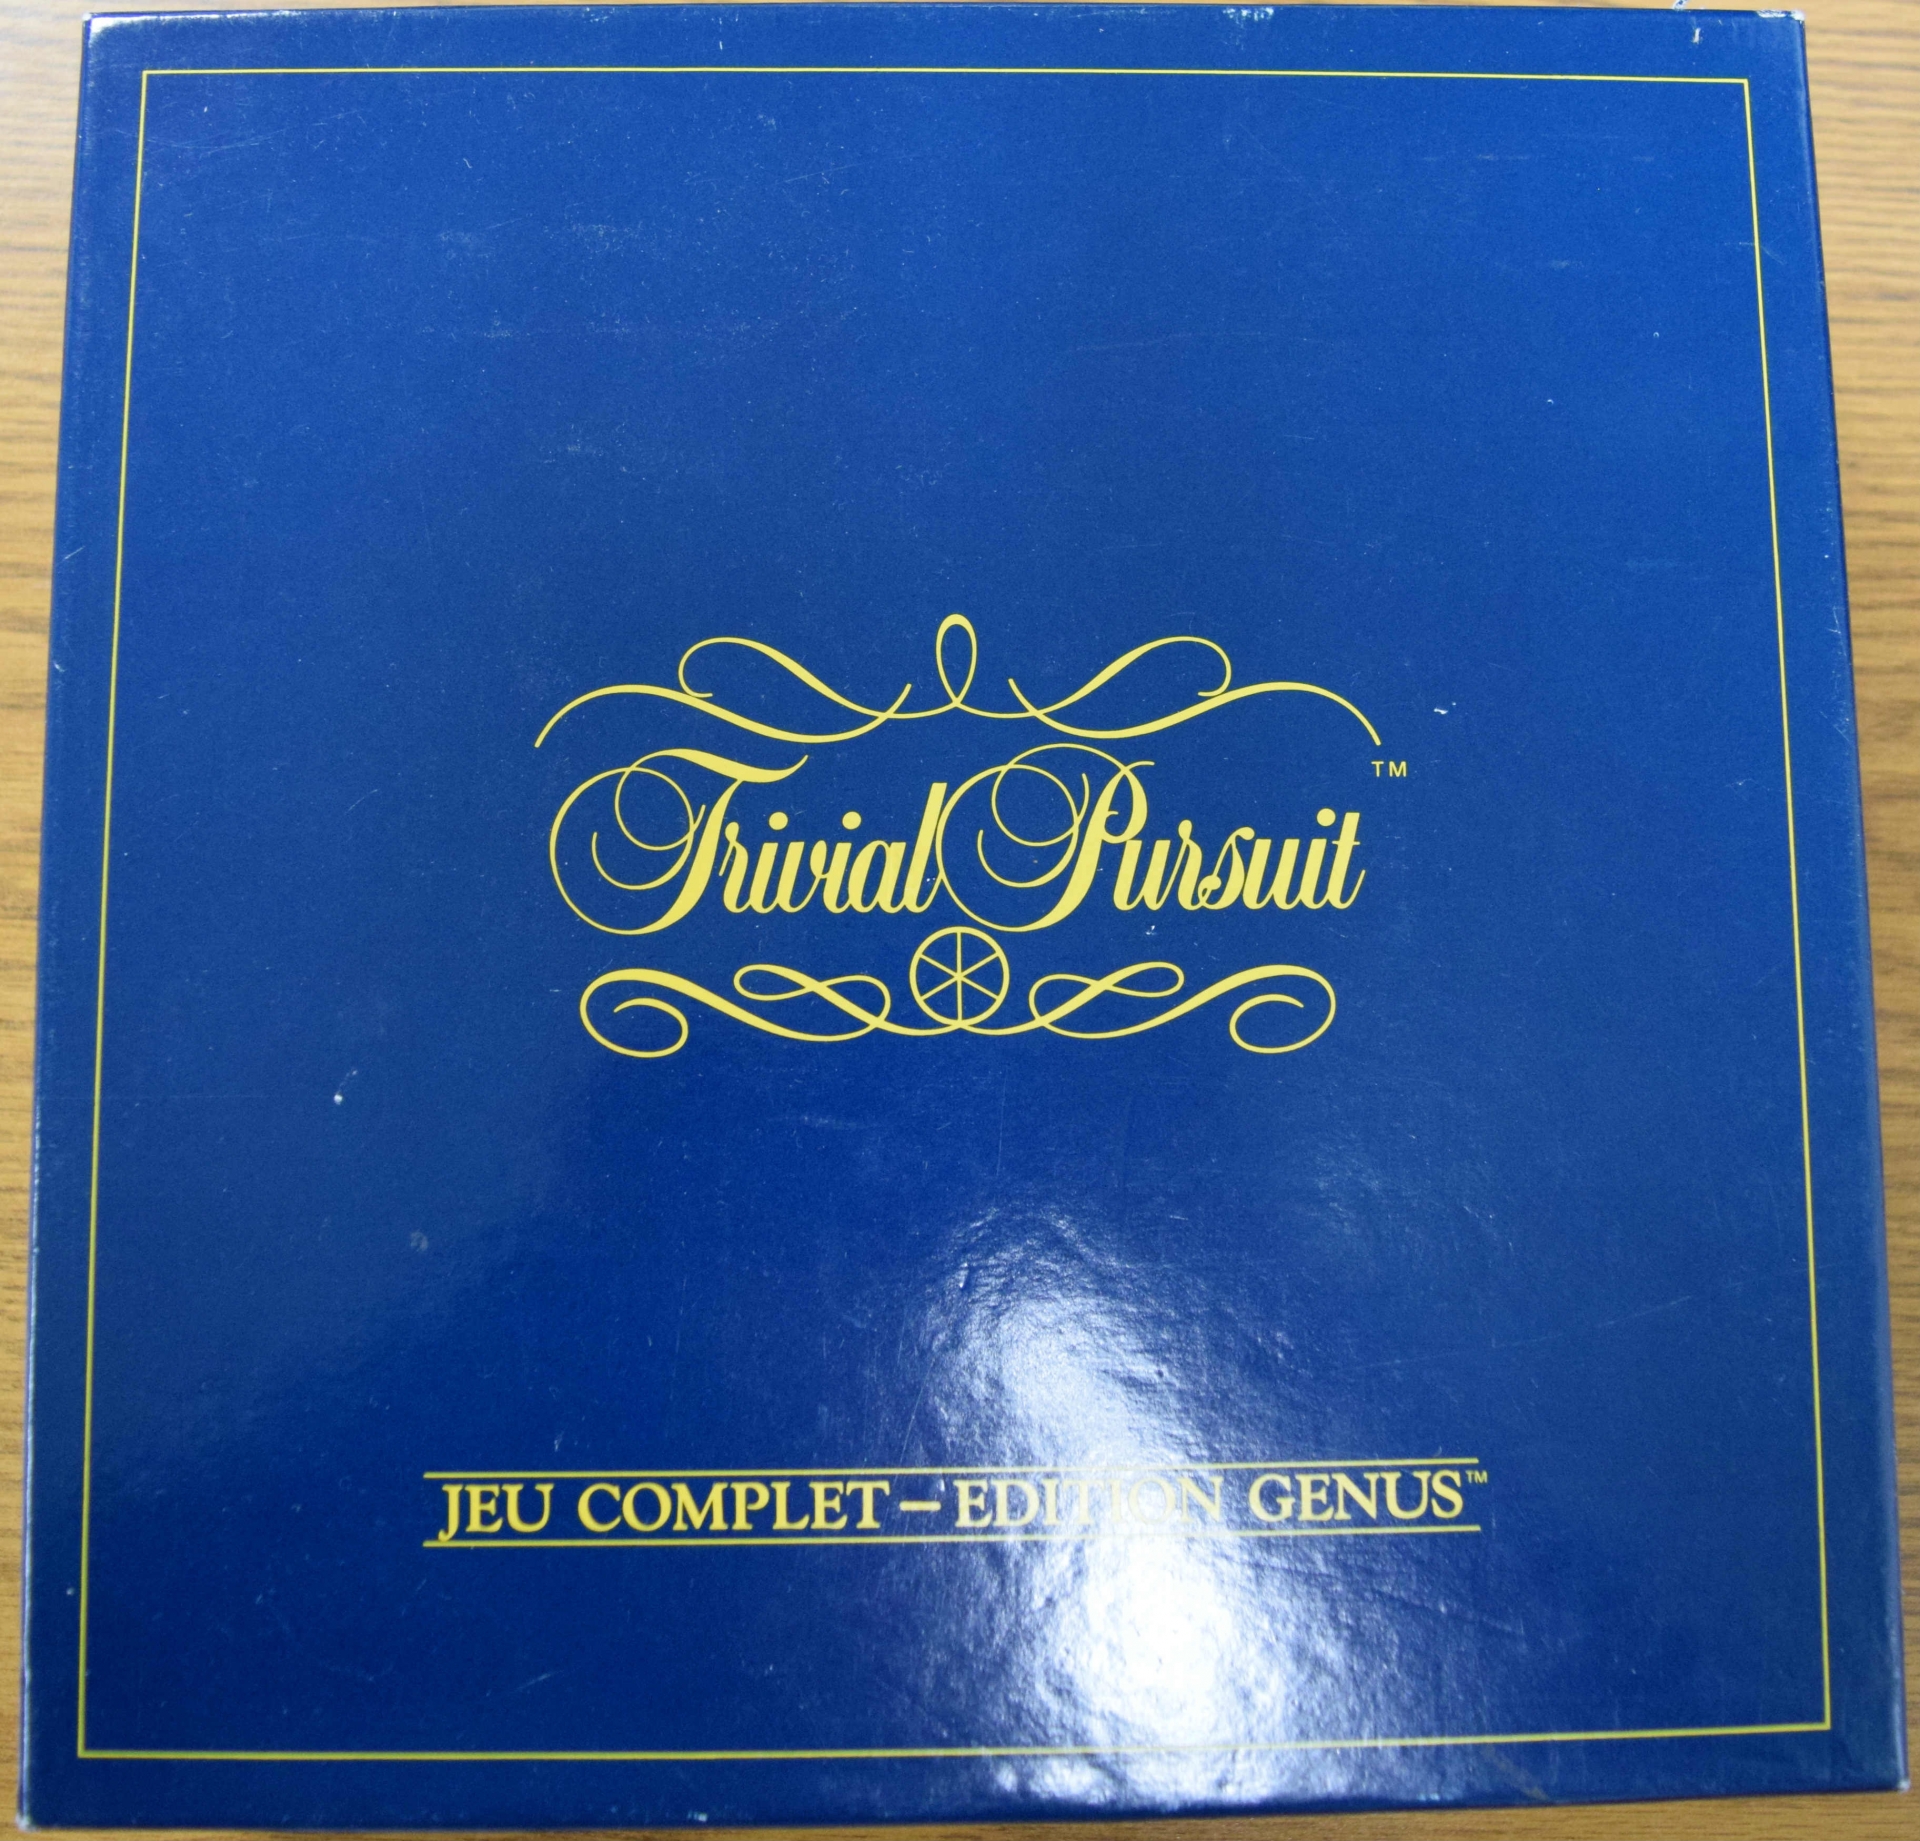 Trivial Pursuit™
JEU COMPLET – EDITION GENUS™